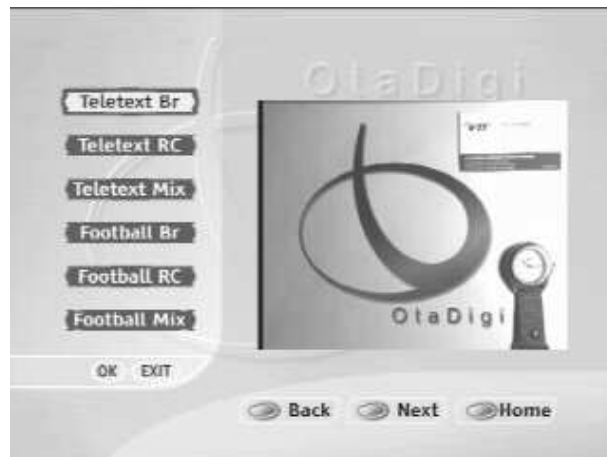 OtaDigi
Teletext Br
Teletext RC
Teletext Mix
Football Br
Football RC
Football Mix
OK EXIT
OtaDigi
Back Next Home